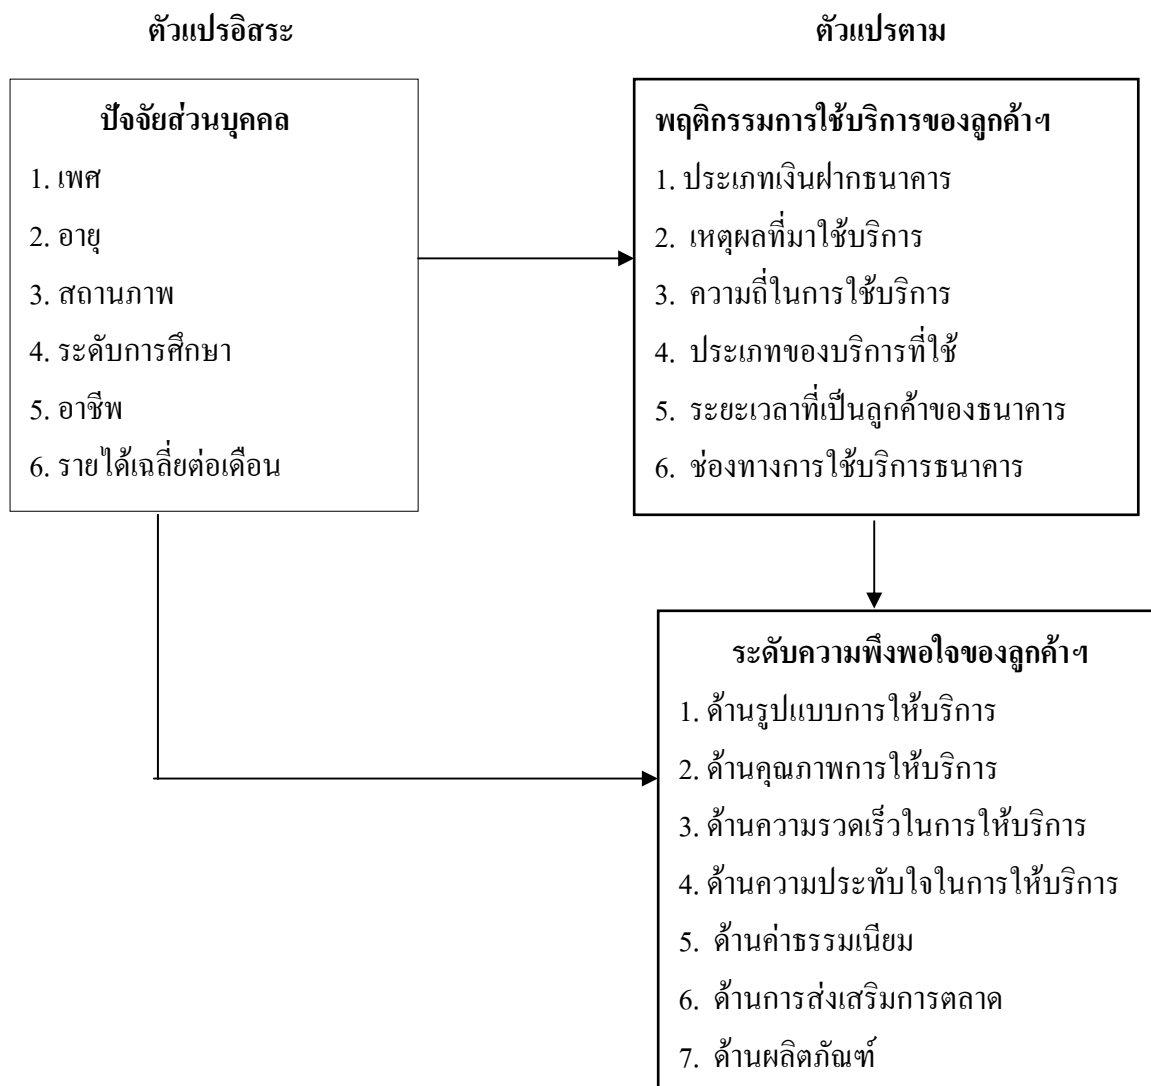 ตัวแปรอิสระ
ตัวแปรตาม
ปัจจัยส่วนบุคคล
1. เพศ
2. อายุ
3. สถานภาพ
4. ระดับการศึกษา
5. อาชีพ
6. รายได้เฉลี่ยต่อเดือน
พฤติกรรมการใช้บริการของลูกค้าฯ
1. ประเภทเงินฝากธนาคาร
2. เหตุผลที่มาใช้บริการ
3. ความถี่ในการใช้บริการ
4. ประเภทของบริการที่ใช้
5. ระยะเวลาที่เป็นลูกค้าของธนาคาร
6. ช่องทางการใช้บริการธนาคาร
ระดับความพึงพอใจของลูกค้าฯ
1. ด้านรูปแบบการให้บริการ
2. ด้านคุณภาพการให้บริการ
3. ด้านความรวดเร็วในการให้บริการ
4. ด้านความประทับใจในการให้บริการ
5. ด้านค่าธรรมเนียม
6. ด้านการส่งเสริมการตลาด
7. ด้านผลิตภัณฑ์